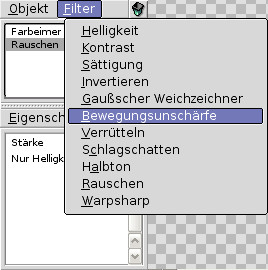 Objekt Filter
Farbeimer
Rauschen
Helligkeit
Kontrast
Sättigung
Invertieren
Gaußscher Weichzeichner
Bewegungsunschärfe
Verrütteln
Schlagschatten
Halbton
Rauschen
Warpsharp
Eigensch
Stärke
Nur Helligk